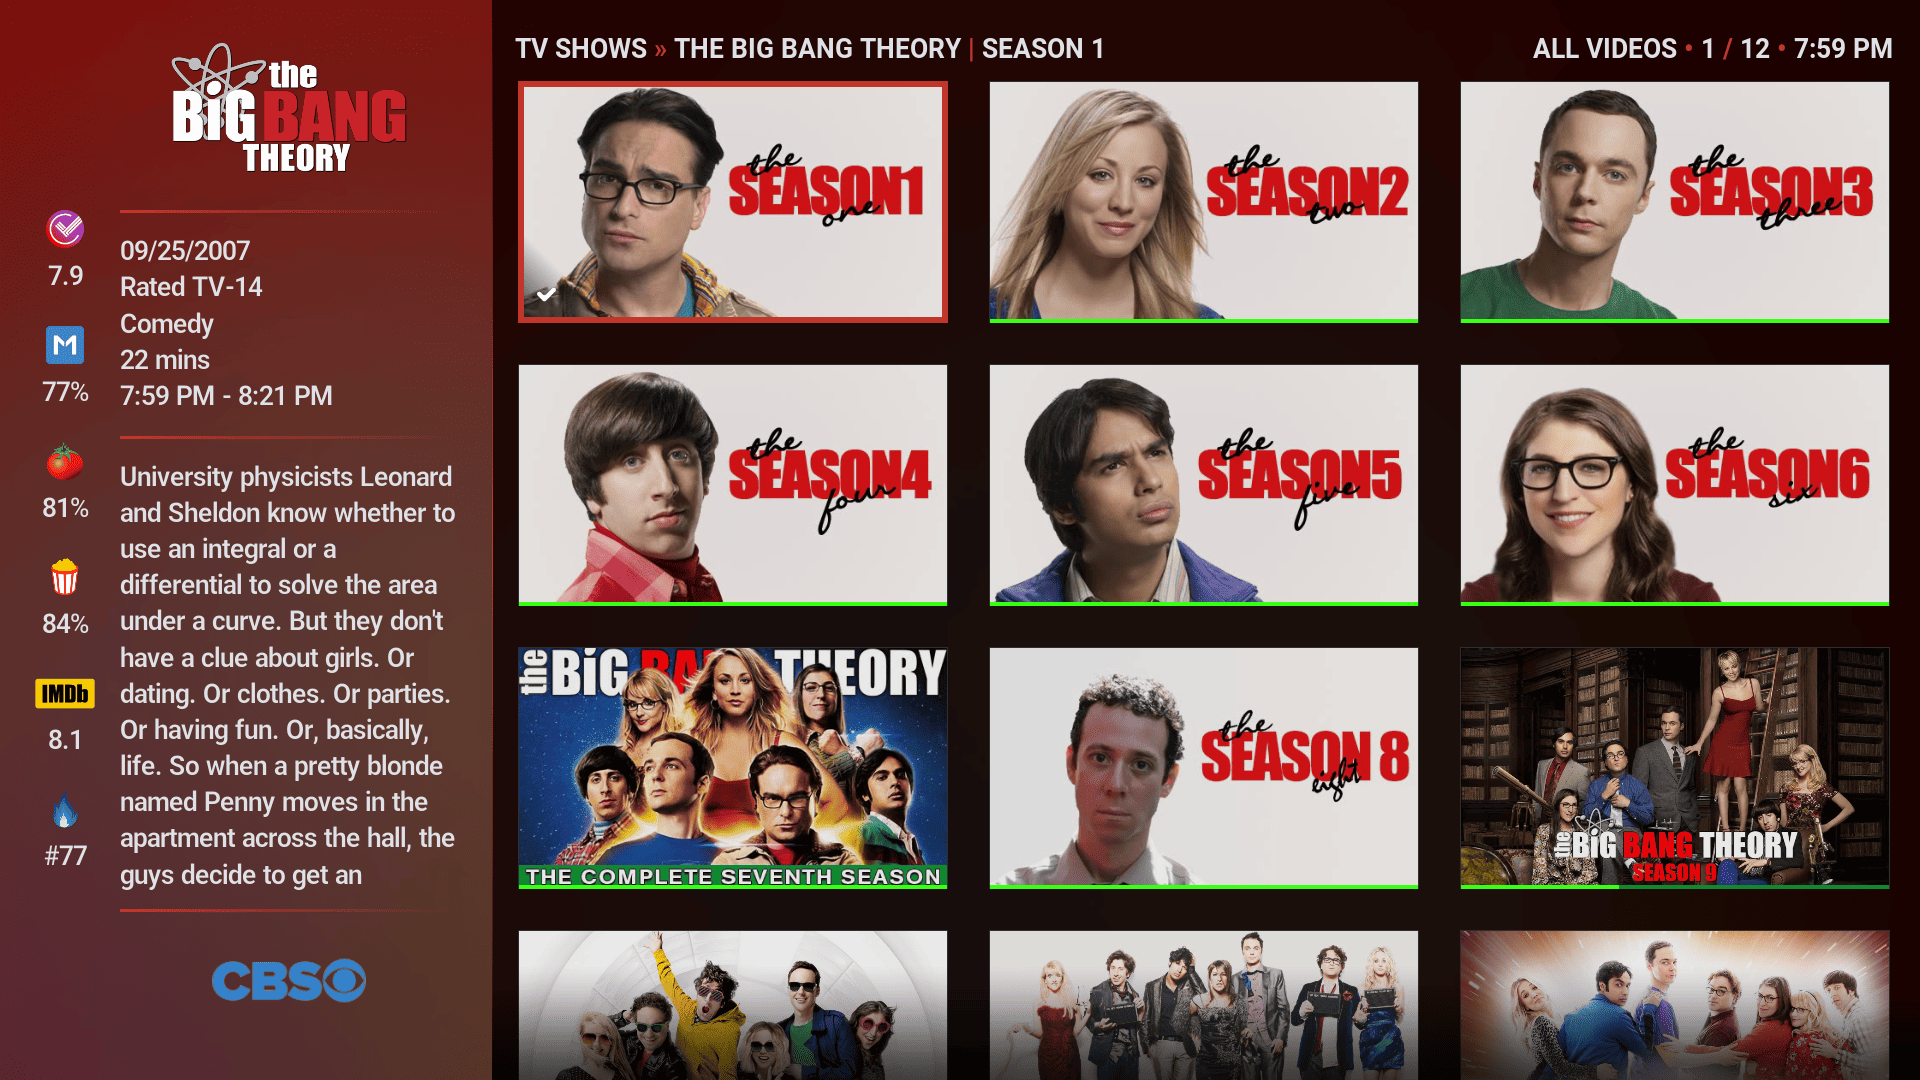 the
BiG BANG
THEORY
7.9
77%
81%
84%
IMDb
8.1
#77
09/25/2007
Rated TV-14
Comedy
22 mins
7:59 PM - 8:21 PM
University physicists Leonard
and Sheldon know whether to
use an integral or a
differential to solve the area
under a curve. But they don't
have a clue about girls. Or
dating. Or clothes. Or parties.
Or having fun. Or, basically,
life. So when a pretty blonde
named Penny moves in the
apartment across the hall, the
guys decide to get an
CBS
TV SHOWS » THE BIG BANG THEORY | SEASON 1
ALL VIDEOS • 1 / 12 • 7:59 PM
the
SEASON1
one
the
SEASON2
two
the
SEASON3
three
the
SEASON4
four
the
SEASON5
five
the
SEASON6
six
the BiG BANG THEORY
THE COMPLETE SEVENTH SEASON
the
SEASON 8
eight
the BiG BANG THEORY
SEASON 9